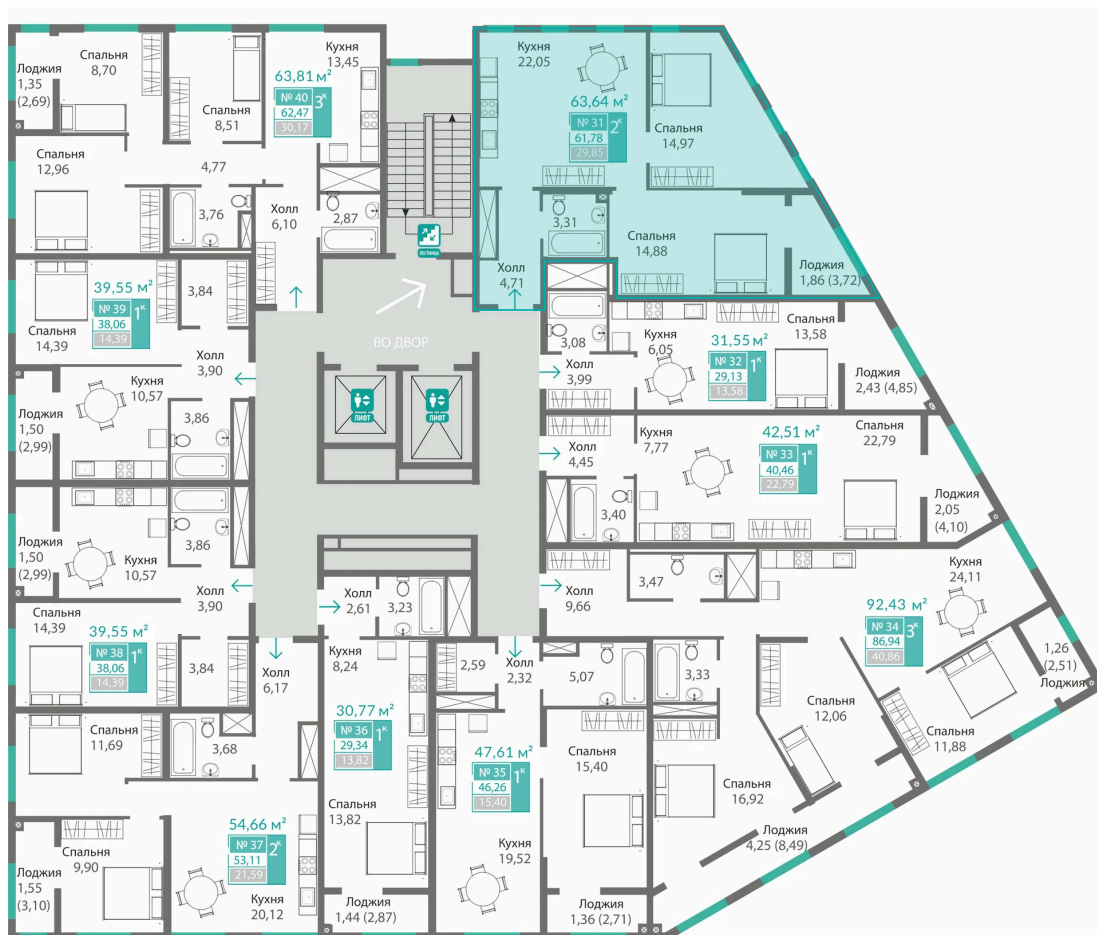 Лоджия
1,35
(2,69)
Спальня
8,70
Спальня
8,51
Кухня
13,45
63,81 м²
№ 40
62,47
30,17
3К
Спальня
12,96
4,77
3,76
Холл
6,10
2,87
ЛЕСТНИЦА
Кухня
22,05
63,64 м²
№ 31
61,78
29,85
2К
Спальня
14,97
3,31
Спальня
14,88
Холл
4,71
Лоджия
1,86 (3,72)
39,55 м²
№ 39
38,06
14,39
1К
3,84
Спальня
14,39
Холл
3,90
Кухня
10,57
Лоджия
1,50
(2,99)
3,86
ВО ДВОР
ЛИФТ
ЛИФТ
3,08
Кухня
6,05
31,55 м²
№ 32
29,13
13,58
1К
Спальня
13,58
Холл
3,99
Лоджия
2,43 (4,85)
Холл
4,45
Кухня
7,77
42,51 м²
№ 33
40,46
22,79
1К
Спальня
22,79
3,40
Лоджия
2,05
(4,10)
Лоджия
1,50
(2,99)
3,86
Кухня
10,57
Холл
3,90
Спальня
14,39
39,55 м²
№ 38
38,06
14,39
1К
3,84
Холл
2,61
3,23
Холл
9,66
3,47
Кухня
24,11
92,43 м²
№ 34
86,94
40,86
3К
1,26
(2,51)
Лоджия
Холл
6,17
Кухня
8,24
2,59
Холл
2,32
5,07
3,33
30,77 м²
№ 36
29,34
13,82
1К
Спальня
11,69
3,68
47,61 м²
№ 35
46,26
15,40
1К
Спальня
15,40
Спальня
12,06
Спальня
11,88
Спальня
16,92
Спальня
13,82
54,66 м²
№ 37
53,11
21,59
2К
Спальня
9,90
Лоджия
1,55
(3,10)
Кухня
20,12
Кухня
19,52
Лоджия
4,25 (8,49)
Лоджия
1,44 (2,87)
Лоджия
1,36 (2,71)